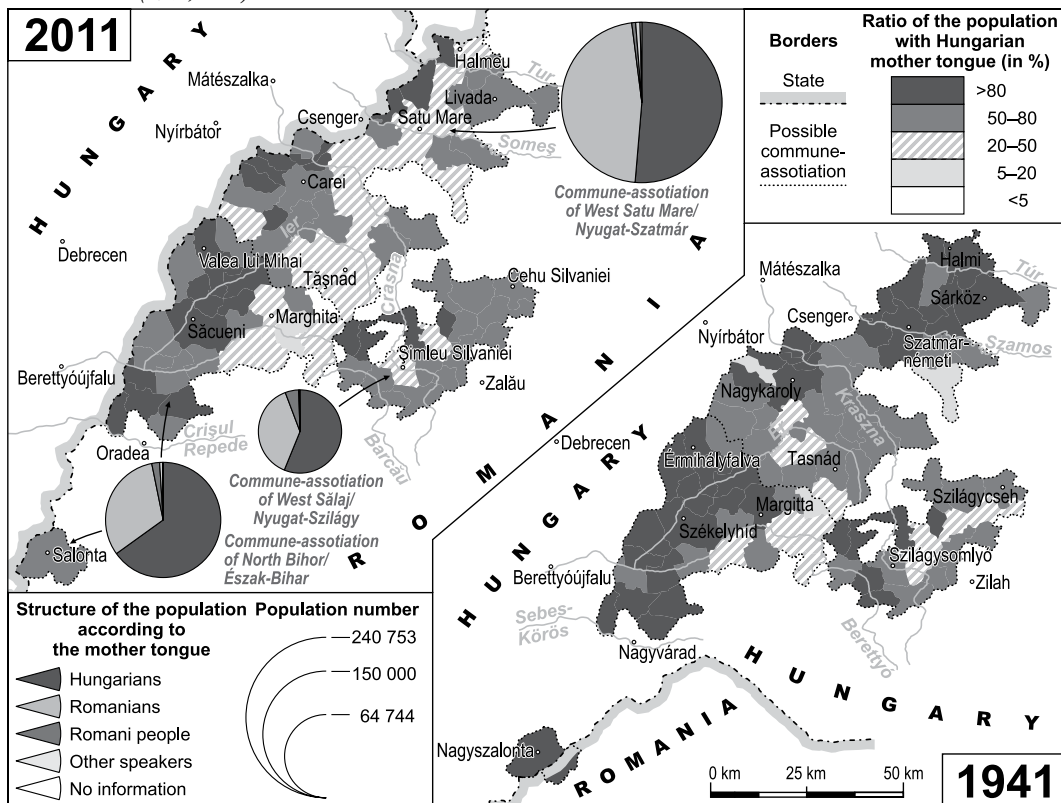 2011
HUNGARY
Mátészalka
Nyírbátor
Csenger
Halmeu
Tur
Livada
Satu Mare
Someș
Carei
Ier
Debrecen
Valea lui Mihai
Tășnad
Crasna
Cehu Silvaniei
Săcueni
Marghita
Șimleu Silvaniei
Berettyóújfalu
Zalău
Crișul
Repede
Oradea
Barcău
Salonta
Commune-assotiation
of West Satu Mare/
Nyugat-Szatmár
Commune-assotiation
of West Sălaj/
Nyugat-Szilágy
Commune-assotiation
of North Bihor/
Észak-Bihar
ROMANIA
Borders
State
Possible
commune-
assotiation
Ratio of the population
with Hungarian
mother tongue (in %)
>80
50–80
20–50
5–20
<5
Structure of the population
according to
the mother tongue
Hungarians
Romanians
Romani people
Other speakers
No information
Population number
240 753
150 000
64 744
Mátészalka
Halmi
Túr
Sárköz
Csenger
Nyírbátor
Szatmár-
németi
Szamos
Nagykároly
Kraszna
Debrecen
HUNGARY
Érmihályfalva
Tasnád
Margitta
Szilágycseh
Székelyhíd
Szilágysomlyo
Berettyóújfalu
Zilah
Sebes-
Körös
Berettyó
Nagyvárad
HUNGARY
ROMANIA
Nagyszalonta
0 km
25 km
50 km
1941